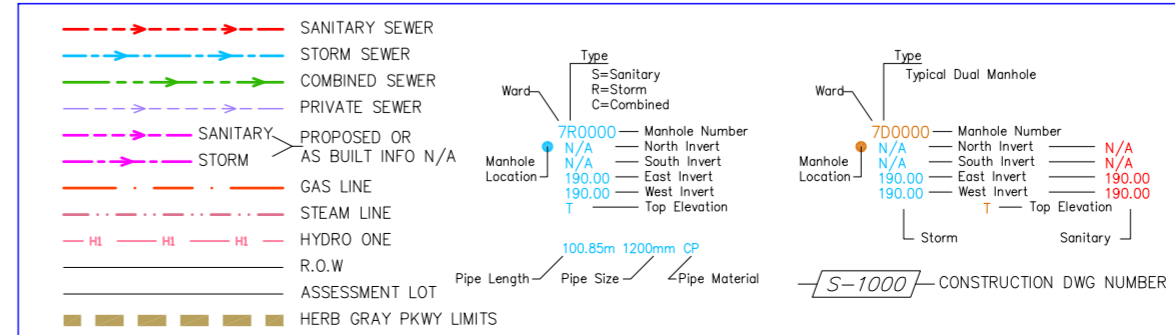 SANITARY SEWER
STORM SEWER
COMBINED SEWER
PRIVATE SEWER
SANITARY
STORM
PROPOSED OR
AS BUILT INFO N/A
GAS LINE
STEAM LINE
H1 H1 H1 HYDRO ONE
R.O.W
ASSESSMENT LOT
HERB GRAY PKWY LIMITS
Type
S=Sanitary
R=Storm
C=Combined
Ward
7R0000 Manhole Number
N/A North Invert
N/A South Invert
190.00 East Invert
190.00 West Invert
T Top Elevation
Manhole
Location
100.85m 1200mm CP
Pipe Length Pipe Size Pipe Material
Type
Typical Dual Manhole
Ward
7D0000 Manhole Number
N/A North Invert N/A
N/A South Invert N/A
190.00 East Invert 190.00
190.00 West Invert 190.00
T Top Elevation
Manhole
Location
Storm Sanitary
S-1000 CONSTRUCTION DWG NUMBER